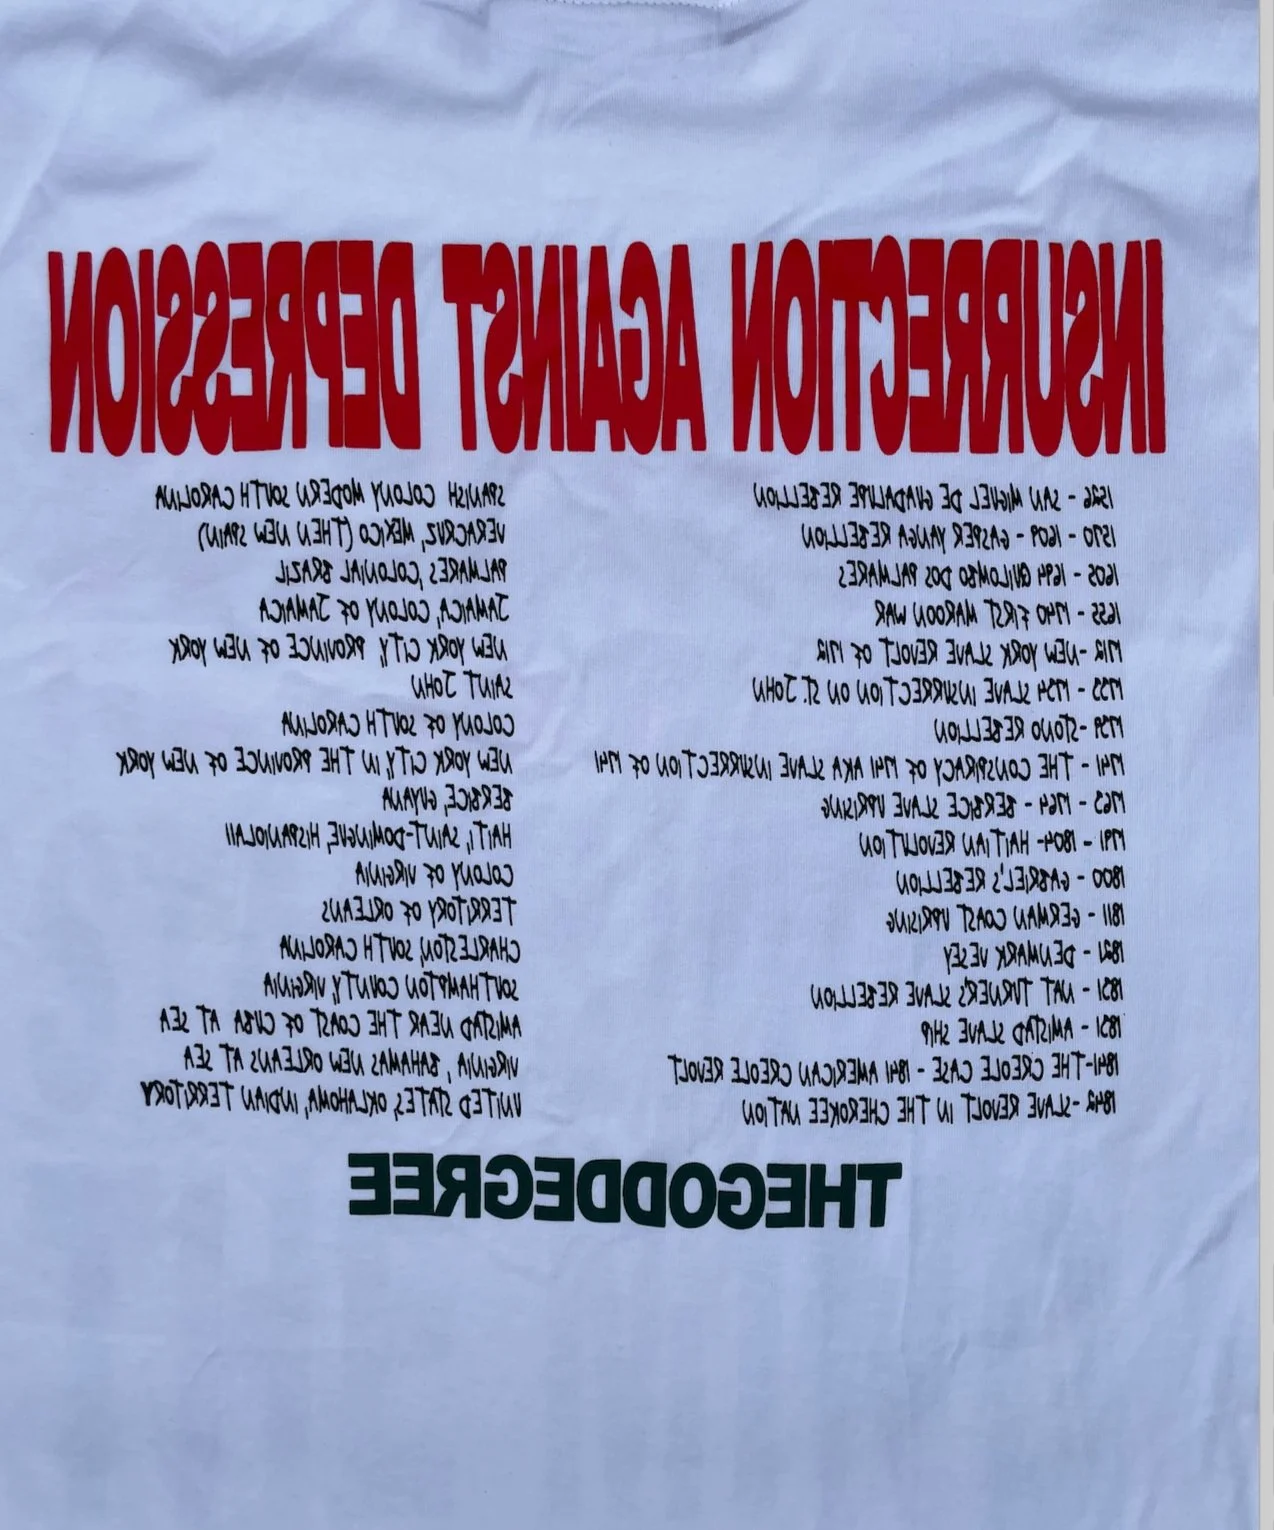 INSURRECTION AGAINST DEPRESSION
1526 - SAN MIGUEL DE GUADALUPE REBELLION SPANISH COLONY MODERN SOUTH CAROLINA
1570 - 1609 - GASPER YANGA REBELLION VERACRUZ, MEXICO (THEN NEW SPAIN)
1605 - 1694 QUILOMBO DOS PALMARES PALMARES, COLONIAL BRAZIL
1655 - 1740 FIRST MAROON WAR JAMAICA, COLONY OF JAMAICA
1712 - NEW YORK SLAVE REVOLT OF 1712 NEW YORK CITY, PROVINCE OF NEW YORK
1733 - 1734 SLAVE INSURRECTION ON ST. JOHN SAINT JOHN
1739 - STONO REBELLION COLONY OF SOUTH CAROLINA
1741 - THE CONSPIRACY OF 1741 AKA SLAVE INSURRECTION OF 1741 NEW YORK CITY, IN THE PROVINCE OF NEW YORK
1763 - 1764 - BERBICE SLAVE UPRISING BERBICE, GUYANA
1791 - 1804- HAITIAN REVOLUTION HAITI, SAINT-DOMINGUE, HISPANIOLAII
1800 - GABRIEL'S REBELLION COLONY OF VIRGINIA
1811 - GERMAN COAST UPRISING TERRITORY OF ORLEANS
1821 - DENMARK VESEY CHARLESTON, SOUTH CAROLINA
1831 - NAT TURNER'S SLAVE REBELLION SOUTHAMPTON COUNTY, VIRGINIA
1831 - AMISTAD SLAVE SHIP AMISTAD NEAR THE COAST OF CUBA AT SEA
1841-THE CREOLE CASE - 1841 AMERICAN CREOLE REVOLT VIRGINIA, BAHAMAS NEW ORLEANS AT SEA
1842 -SLAVE REVOLT IN THE CHEROKEE NATION UNITED STATES, OKLAHOMA, INDIAN TERRITORY
THEGODDEGREE